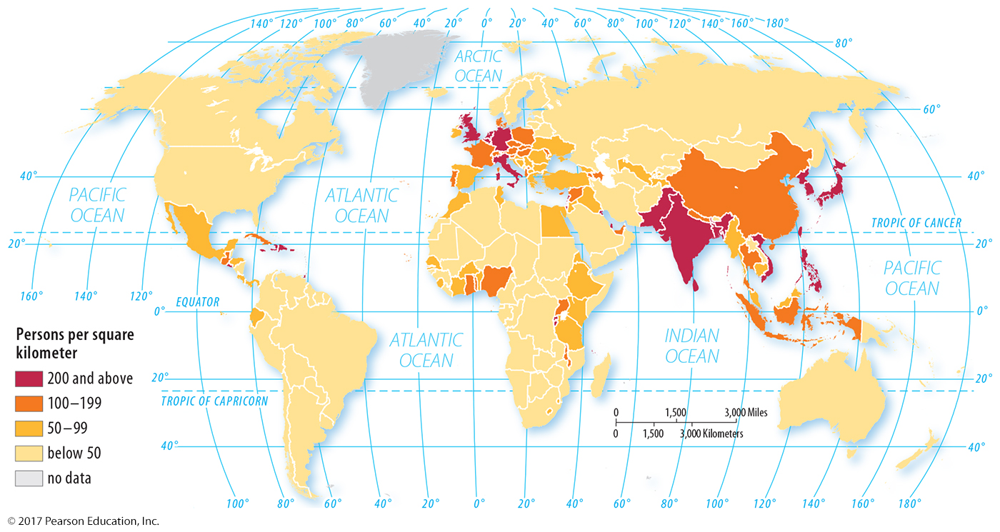 140° 120° 100° 80° 60° 40° 20° 0° 20° 40° 60° 80° 100° 120° 140° 160° 180°
80°
ARCTIC
OCEAN
60°
40°
40°
PACIFIC
OCEAN
ATLANTIC
OCEAN
TROPIC OF CANCER
20°
20°
PACIFIC
OCEAN
160° 140° 120°
EQUATOR
0°
0°
Persons per square
kilometer
200 and above
100–199
50–99
below 50
no data
ATLANTIC
OCEAN
INDIAN
OCEAN
20°
20°
TROPIC OF CAPRICORN
0 1,500 3,000 Miles
0 1,500 3,000 Kilometers
40°
40°
100° 80° 60° 40° 20° 0° 20° 40° 60° 80° 100° 120° 140° 160° 180°
© 2017 Pearson Education, Inc.